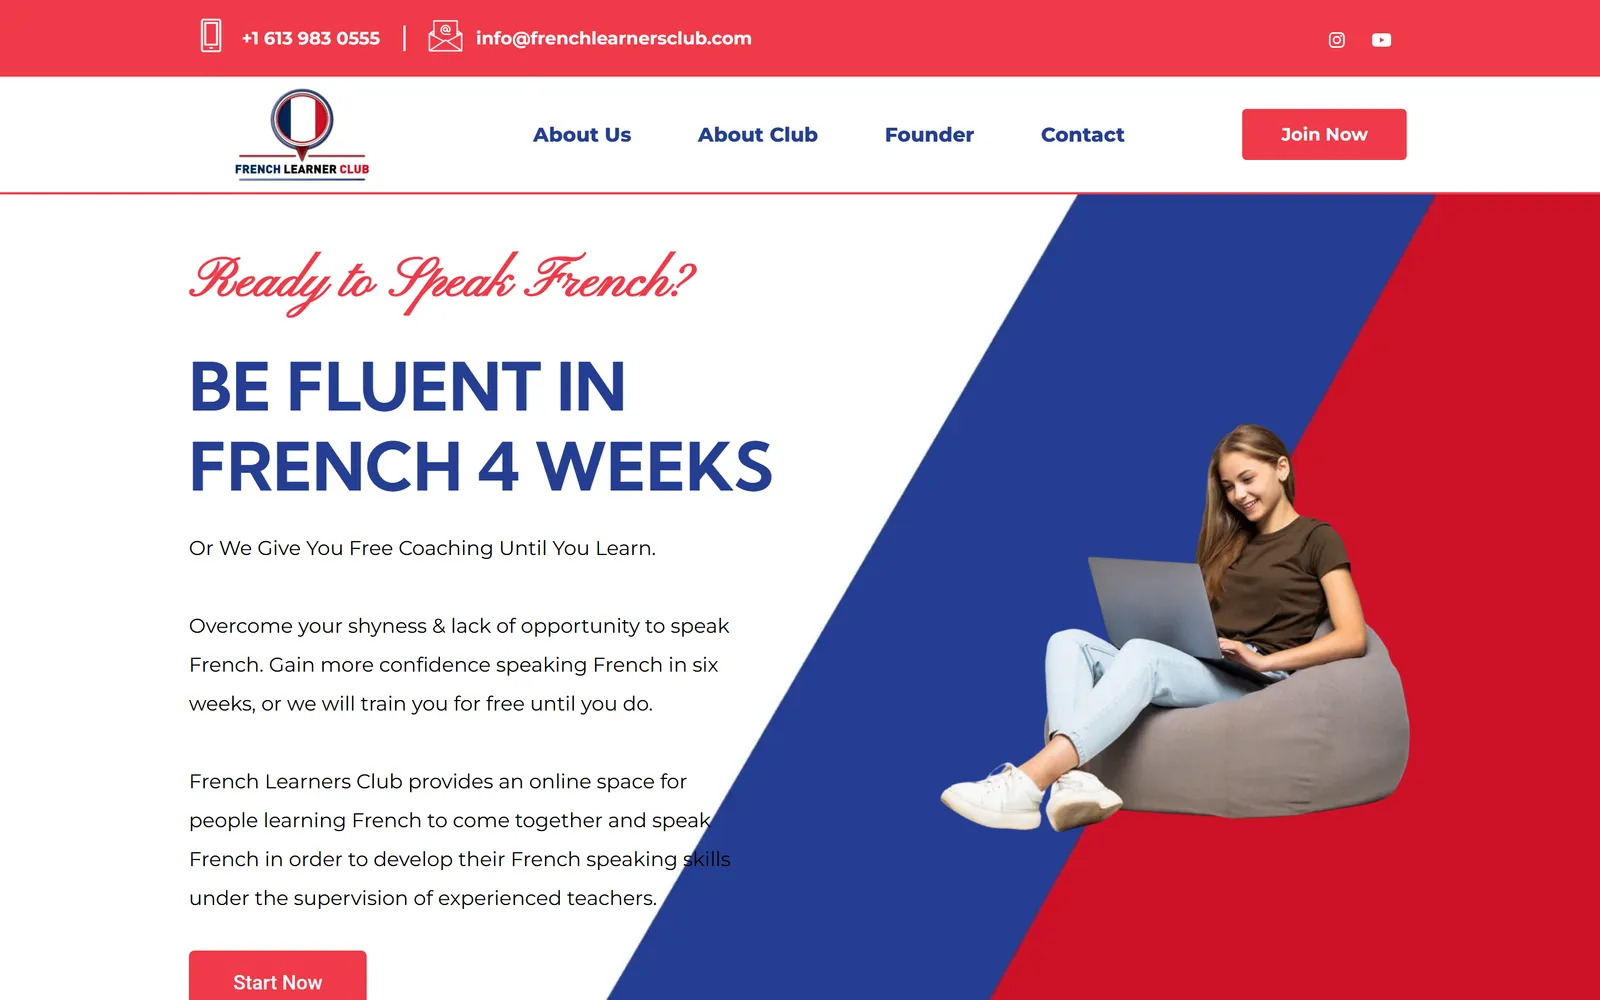 +1 613 983 0555
info@frenchlearnersclub.com
FRENCH LEARNER CLUB
About Us
About Club
Founder
Contact
Join Now
Ready to Speak French?
BE FLUENT IN
FRENCH 4 WEEKS
Or We Give You Free Coaching Until You Learn.
Overcome your shyness & lack of opportunity to speak
French. Gain more confidence speaking French in six
weeks, or we will train you for free until you do.
French Learners Club provides an online space for
people learning French to come together and speak
French in order to develop their French speaking skills
under the supervision of experienced teachers.
Start Now